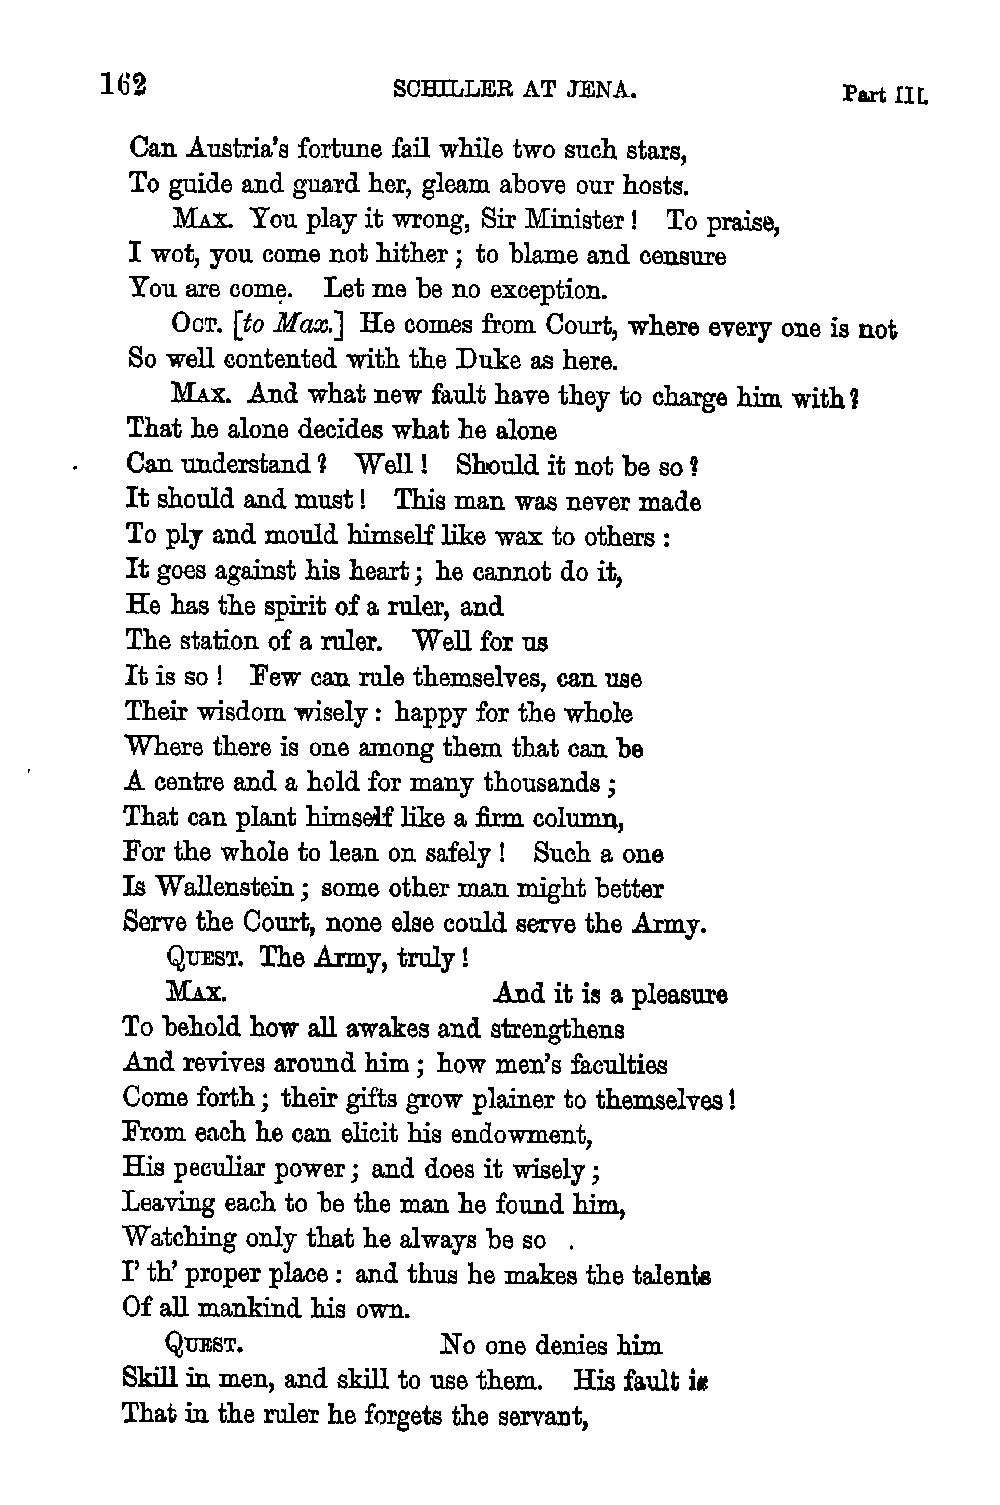 162 SCHILLER AT JENA. Part III.
Can Austria's fortune fail while two such stars,
To guide and guard her, gleam above our hosts.
MAX. You play it wrong, Sir Minister! To praise,
I wot, you come not hither; to blame and censure
You are come. Let me be no exception.
OCT. [to Max.] He comes from Court, where every one is not
So well contented with the Duke as here.
MAX. And what new fault have they to charge him with?
That he alone decides what he alone
Can understand? Well! Should it not be so?
It should and must! This man was never made
To ply and mould himself like wax to others:
It goes against his heart; he cannot do it,
He has the spirit of a ruler, and
The station of a ruler. Well for us
It is so! Few can rule themselves, can use
Their wisdom wisely: happy for the whole
Where there is one among them that can be
A centre and a hold for many thousands;
That can plant himself like a firm column,
For the whole to lean on safely! Such a one
Is Wallenstein; some other man might better
Serve the Court, none else could serve the Army.
QUEST. The Army, truly!
MAX. And it is a pleasure
To behold how all awakes and strengthens
And revives around him; how men's faculties
Come forth; their gifts grow plainer to themselves!
From each he can elicit his endowment,
His peculiar power; and does it wisely;
Leaving each to be the man he found him,
Watching only that he always be so .
I' th' proper place: and thus he makes the talents
Of all mankind his own.
QUEST. No one denies him
Skill in men, and skill to use them. His fault is
That in the ruler he forgets the servant,